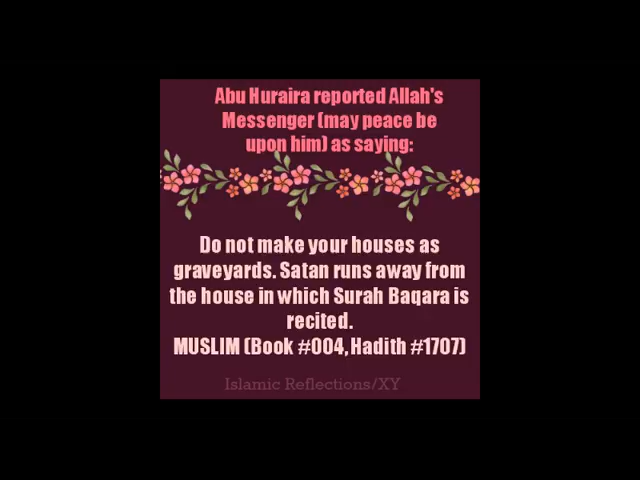 Abu Huraira reported Allah's
Messenger (may peace be
upon him) as saying:
Do not make your houses as
graveyards. Satan runs away from
the house in which Surah Baqara is
recited.
MUSLIM (Book #004, Hadith #1707)
Islamic Reflections/XY